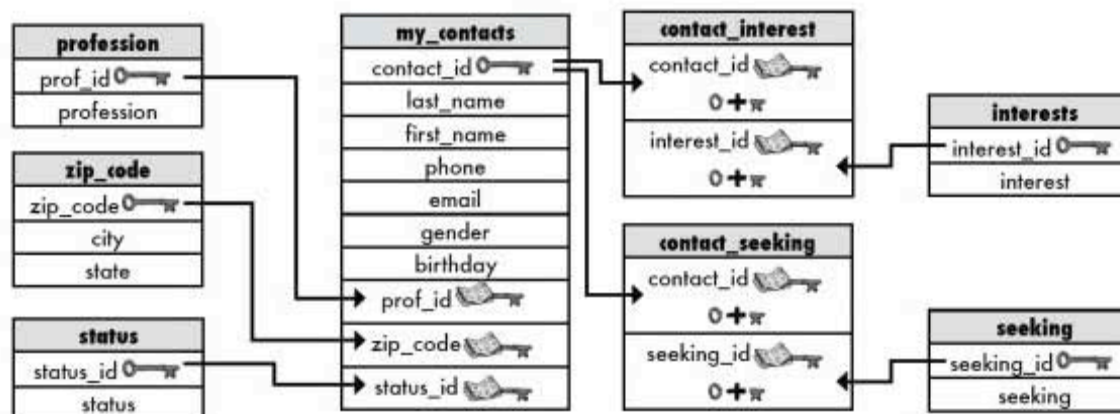 profession
prof_id
profession
zip_code
zip_code
city
state
status
status_id
status
my_contacts
contact_id
last_name
first_name
phone
email
gender
birthday
prof_id
zip_code
status_id
contact_interest
contact_id
interest_id
contact_seeking
contact_id
seeking_id
interests
interest_id
interest
seeking
seeking_id
seeking